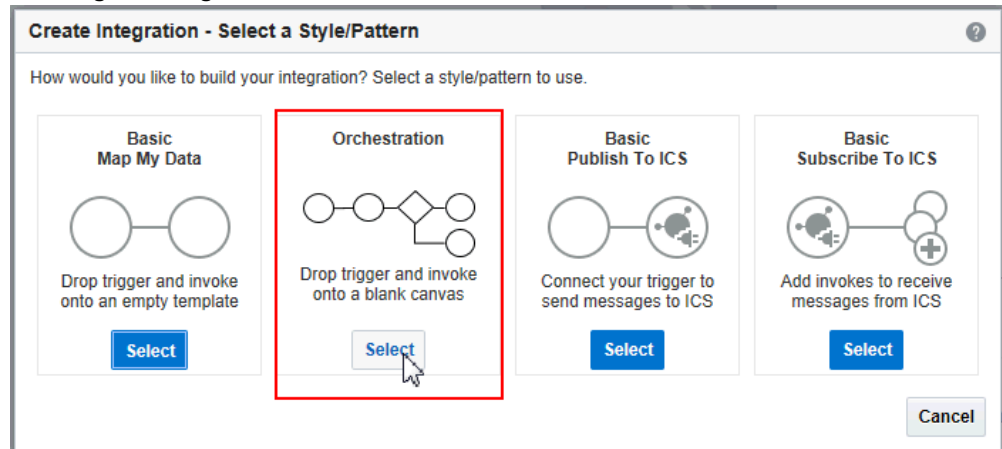 Create Integration - Select a Style/Pattern
How would you like to build your integration? Select a style/pattern to use.
Basic
Map My Data
Drop trigger and invoke
onto an empty template
Select
Orchestration
Drop trigger and invoke
onto a blank canvas
Select
Basic
Publish To ICS
Connect your trigger to
send messages to ICS
Select
Basic
Subscribe To ICS
Add invokes to receive
messages from ICS
Select
Cancel